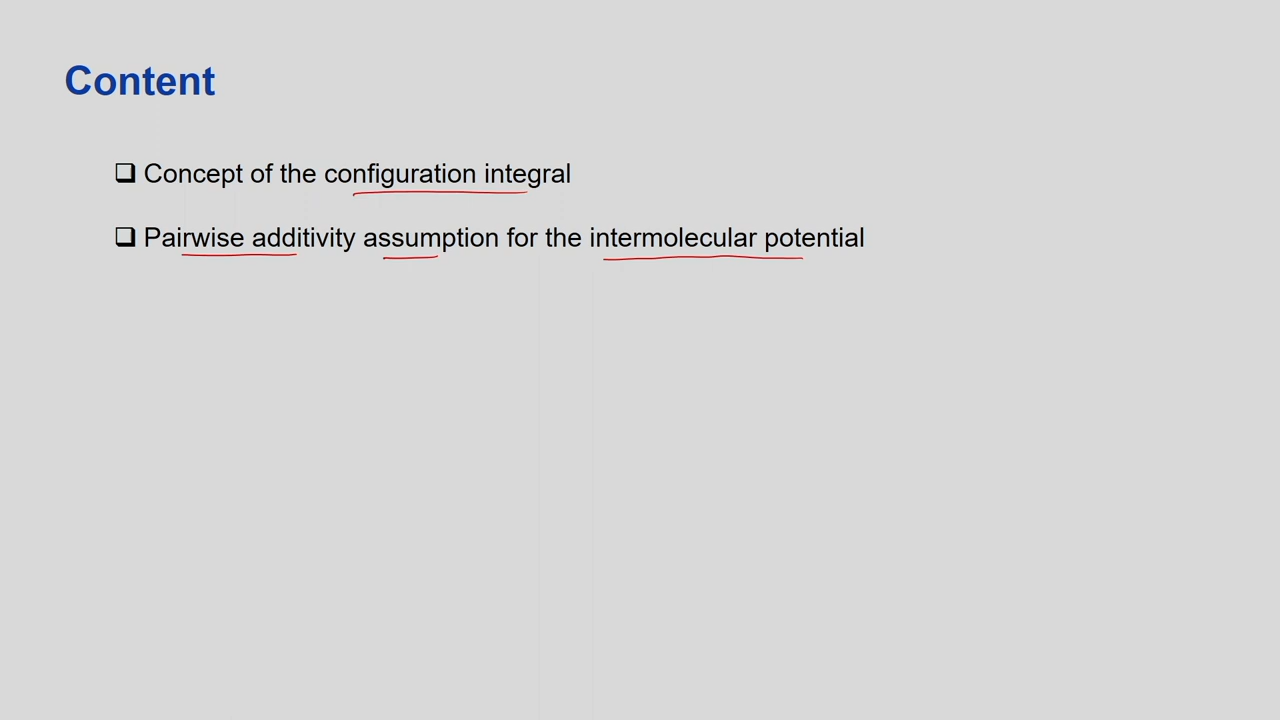 Content
❑ Concept of the configuration integral
❑ Pairwise additivity assumption for the intermolecular potential